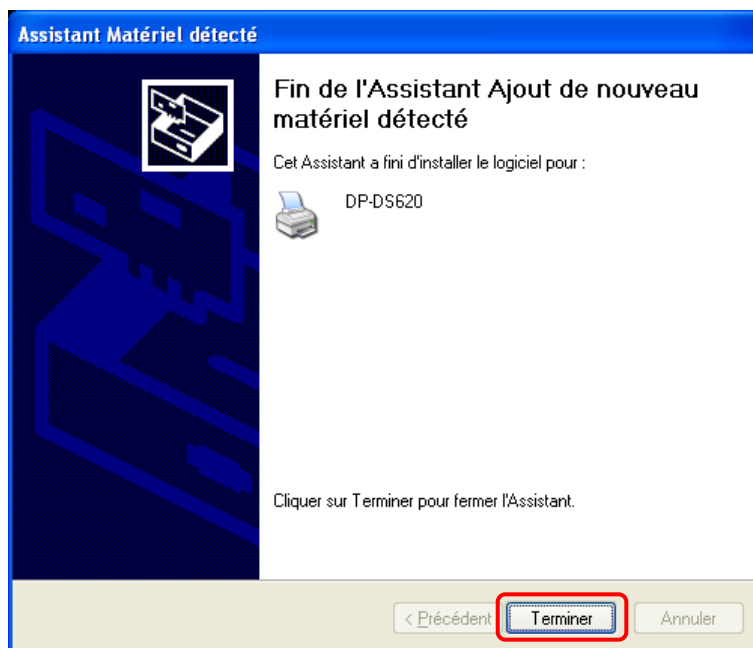 Assistant Matériel détecté
Fin de l'Assistant Ajout de nouveau
matériel détecté
Cet Assistant a fini d'installer le logiciel pour :
DP-DS620
Cliquer sur Terminer pour fermer l'Assistant.
< Précédent
Terminer
Annuler